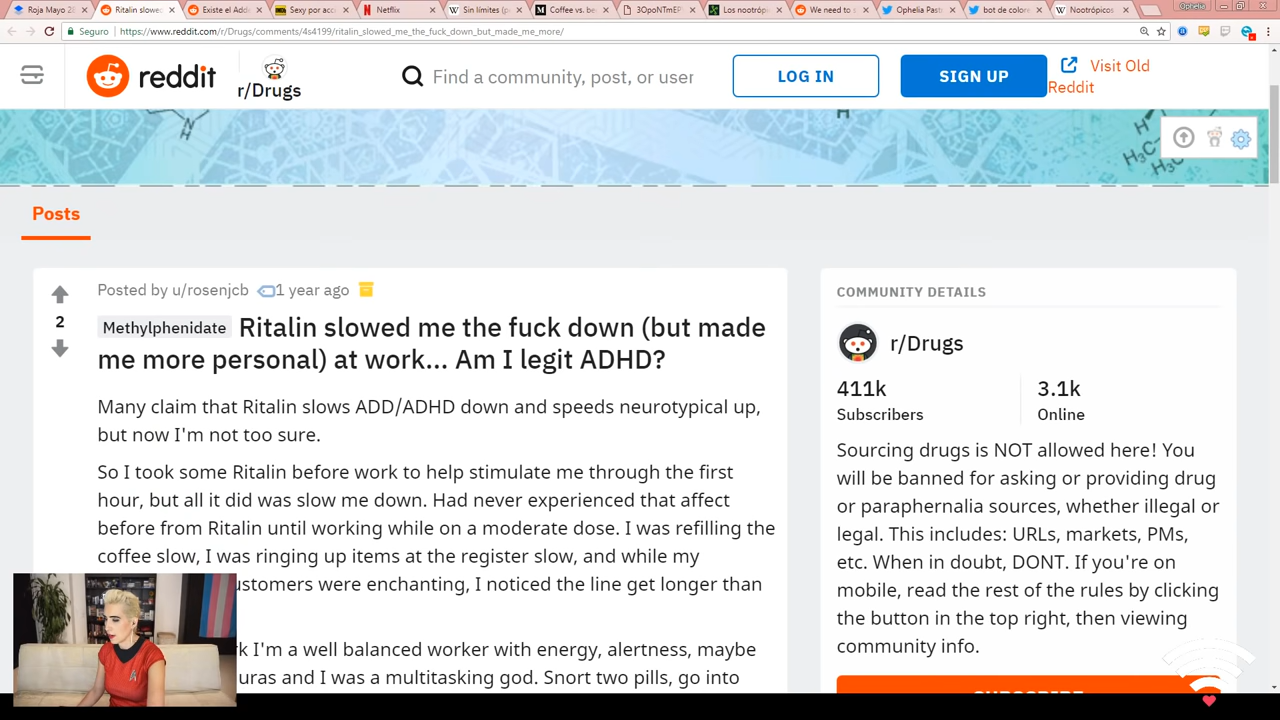 Roja Mayo 2
Ritalin slowe
Existe el Adde
Sexy por acc
Netflix
Sin límites (p
Coffee vs. be
3OpoNTmEP
Los nootróp
We need to s
Ophelia Past
bot de colore
Nootrópicos
Ophelia
Seguro
https://www.reddit.com/r/Drugs/comments/4s4199/ritalin_slowed_me_the_fuck_down_but_made_me_more/
reddit
r/Drugs
Find a community, post, or user
LOG IN
SIGN UP
Visit Old
Reddit
H
H₃C
H₃C
Posts
Posted by u/rosenjcb 1 year ago
2
Methylphenidate Ritalin slowed me the fuck down (but made
me more personal) at work... Am I legit ADHD?
Many claim that Ritalin slows ADD/ADHD down and speeds neurotypical up,
but now I'm not too sure.
So I took some Ritalin before work to help stimulate me through the first
hour, but all it did was slow me down. Had never experienced that affect
before from Ritalin until working while on a moderate dose. I was refilling the
coffee slow, I was ringing up items at the register slow, and while my
ustomers were enchanting, I noticed the line get longer than
k I'm a well balanced worker with energy, alertness, maybe
uras and I was a multitasking god. Snort two pills, go into
COMMUNITY DETAILS
r/Drugs
411k
Subscribers
3.1k
Online
Sourcing drugs is NOT allowed here! You
will be banned for asking or providing drug
or paraphernalia sources, whether illegal or
legal. This includes: URLs, markets, PMs,
etc. When in doubt, DONT. If you're on
mobile, read the rest of the rules by clicking
the button in the top right, then viewing
community info.
SUBSCRIBE